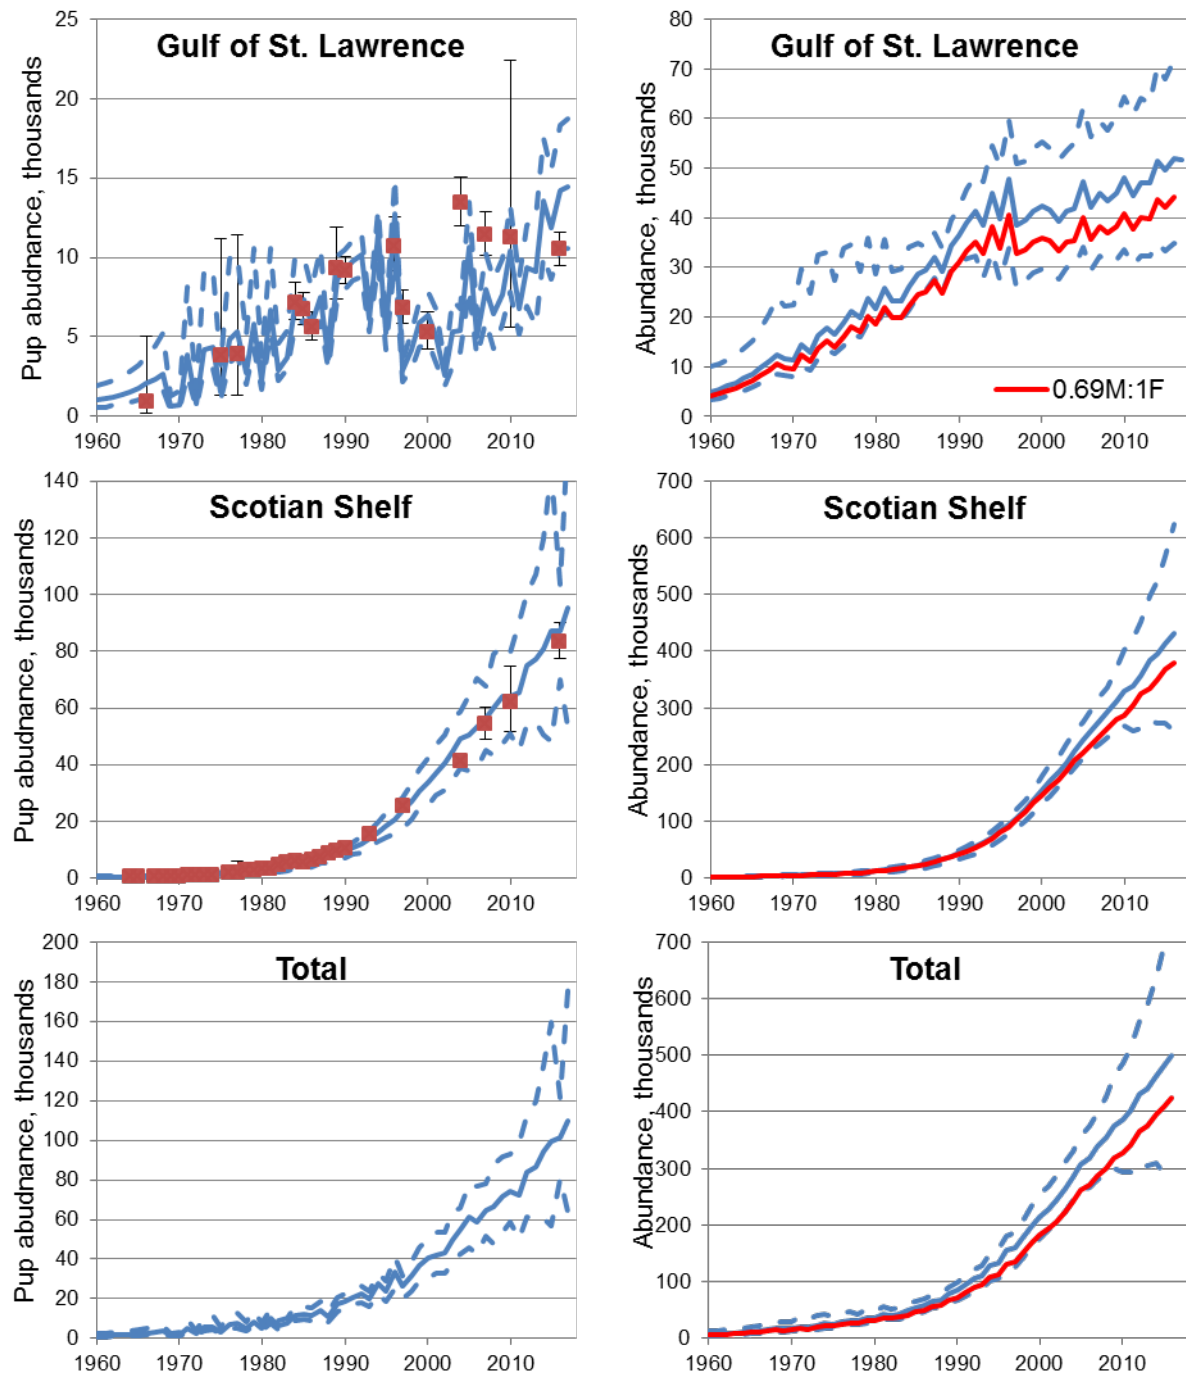 Gulf of St. Lawrence
Pup abudnance, thousands
25
20
15
10
5
0
1960 1970 1980 1990 2000 2010
Gulf of St. Lawrence
Abundance, thousands
80
70
60
50
40
30
20
10
0
0.69M:1F
1960 1970 1980 1990 2000 2010
Scotian Shelf
Pup abudnance, thousands
140
120
100
80
60
40
20
0
1960 1970 1980 1990 2000 2010
Scotian Shelf
Abundance, thousands
700
600
500
400
300
200
100
0
1960 1970 1980 1990 2000 2010
Total
Pup abudnance, thousands
200
180
160
140
120
100
80
60
40
20
0
1960 1970 1980 1990 2000 2010
Total
Abundance, thousands
700
600
500
400
300
200
100
0
1960 1970 1980 1990 2000 2010